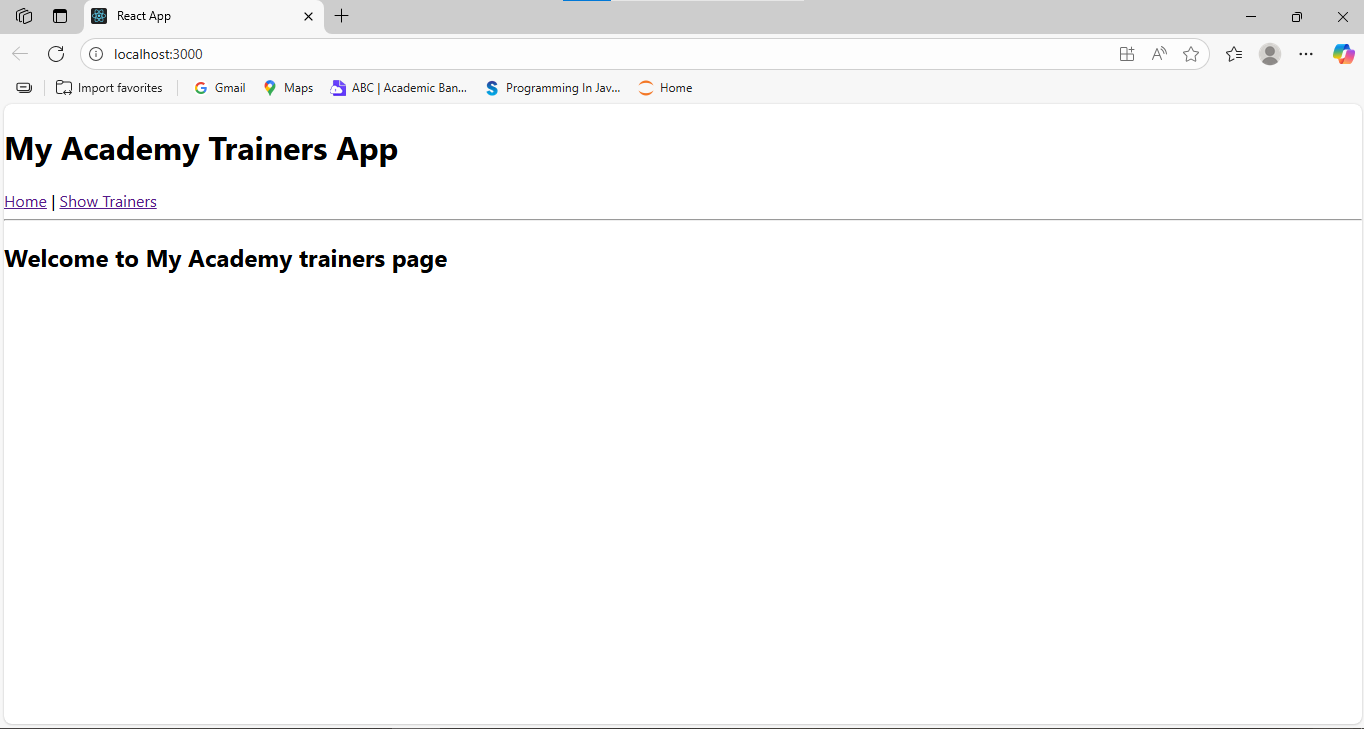 React App
localhost:3000
Import favorites Gmail Maps ABC | Academic Ban... Programming In Jav... Home
My Academy Trainers App
Home | Show Trainers
Welcome to My Academy trainers page